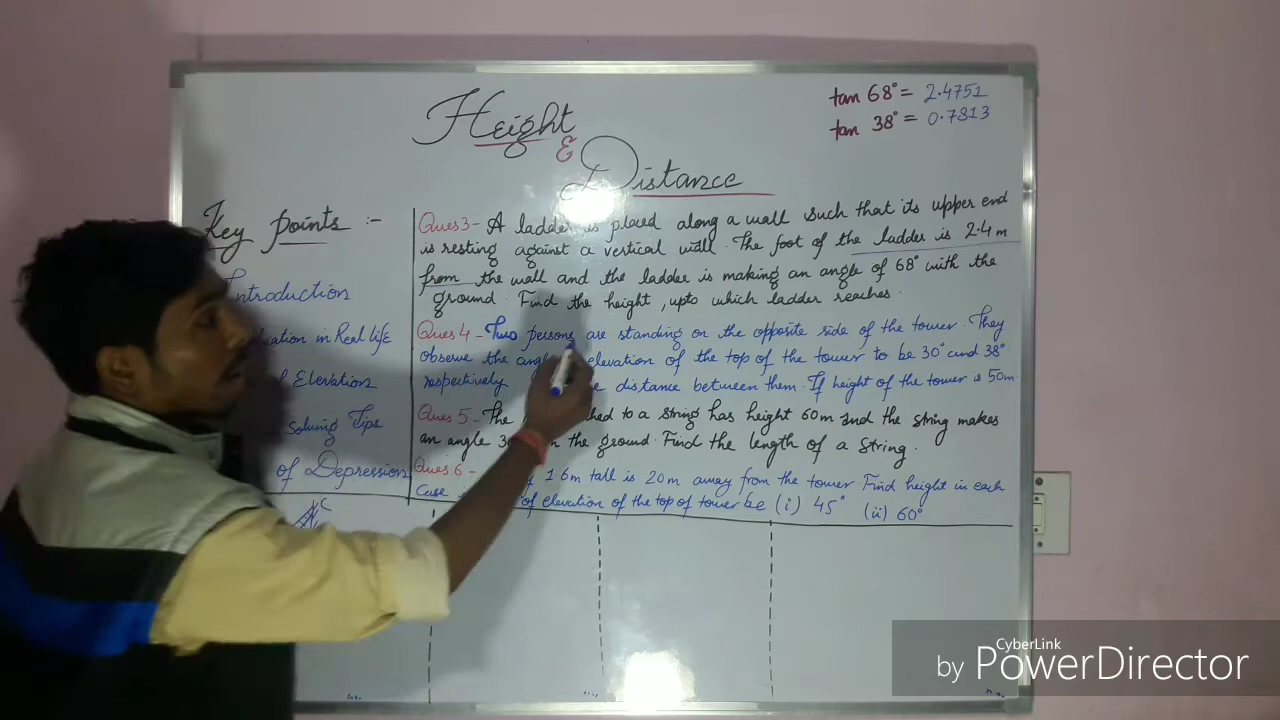 Height
&
Distance
tan 68° = 2.4751
tan 38° = 0.7813
Key points :-
Introduction
in Real life
Elevation
Solving Tips
of Depression
C
Ques 3 - A ladder is placed along a wall such that its upper end
is resting against a vertical wall. The foot of the ladder is 2.4 m
from the wall and the ladder is making an angle of 68° with the
ground. Find the height, upto which ladder reaches.
Ques 4 - Two persons are standing on the opposite side of the tower. They
observe the angle elevation of the top of the tower to be 30° and 38°
respectively distance between them. If height of the tower is 50m.
Ques 5 - The to a string has height 60m and the string makes
an angle the ground. Find the length of a string.
Ques 6 - 1.6m tall is 20m away from the tower. Find height in each
Case of elevation of the top of tower be (i) 45° (ii) 60°
CyberLink
by PowerDirector